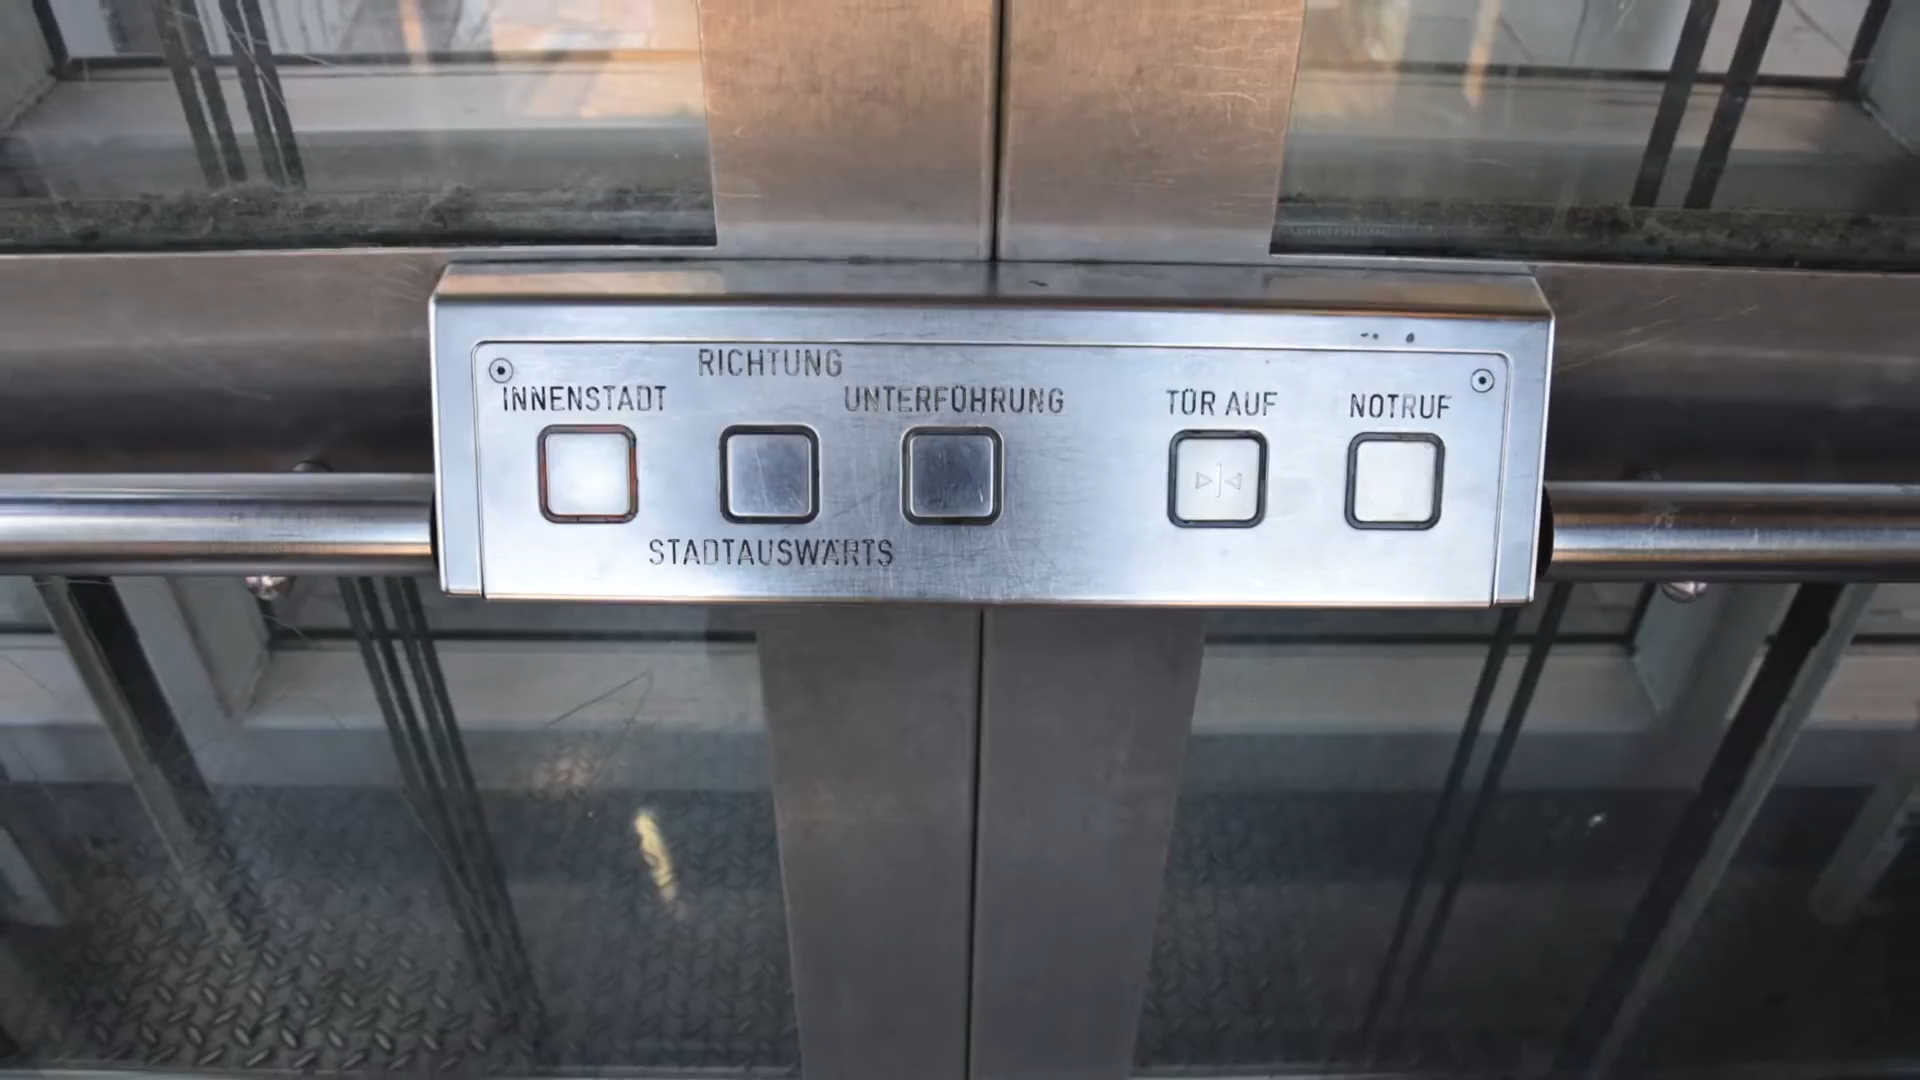 RICHTUNG
INNENSTADT
UNTERFÜHRUNG
TÜR AUF
NOTRUF
STADTAUSWÄRTS